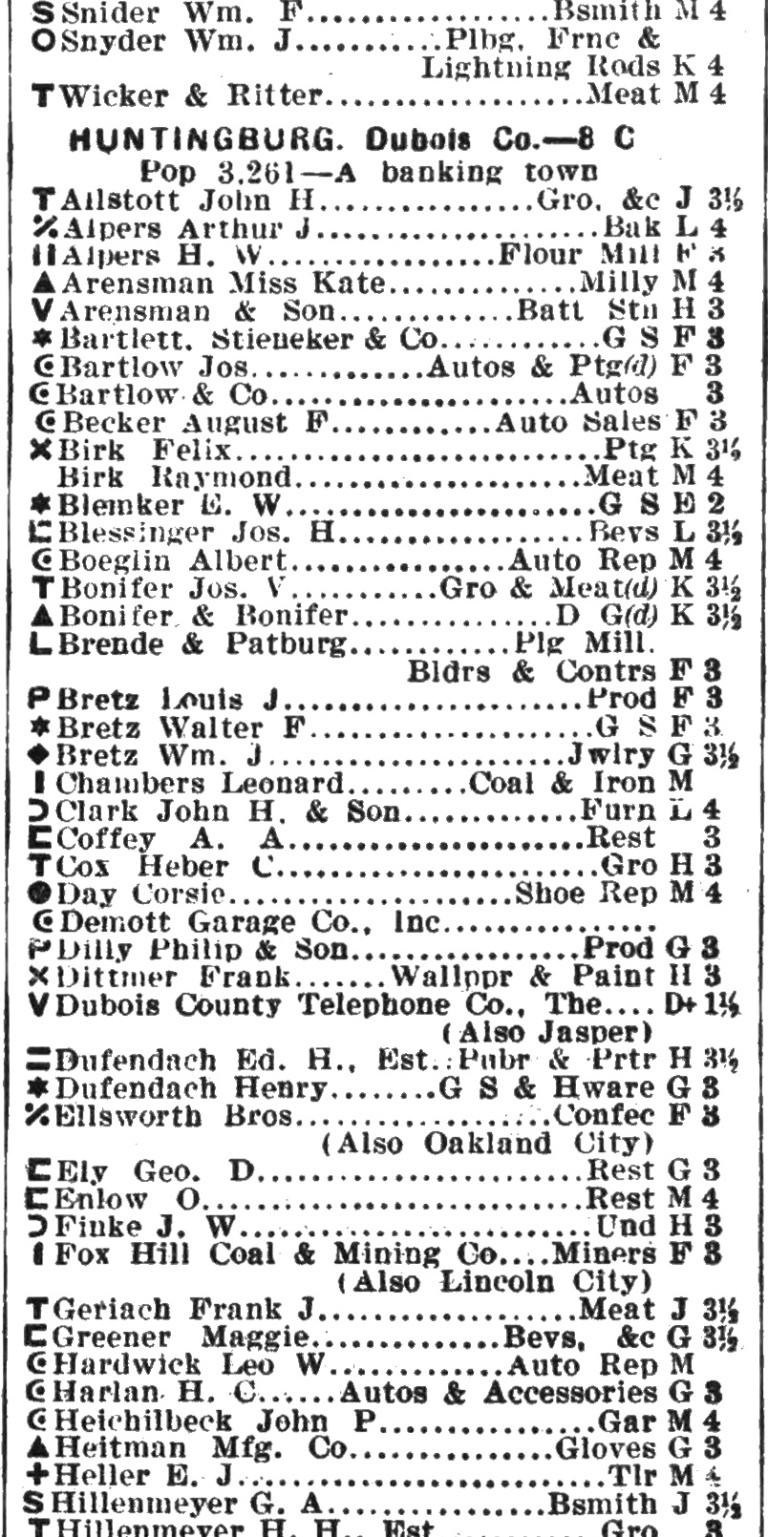 S Snider Wm. F..................Bsmith M 4
O Snyder Wm. J...........Plbg, Frnc &
Lightning Rods K 4
T Wicker & Ritter...................Meat M 4
HUNTINGBURG. Dubois Co.—8 C
Pop 3,261—A banking town
T Ailstott John H................Gro, &c J 3½
⁒ Alpers Arthur J.....................Bak L 4
II Alpers H. W.................Flour Mill F 3
▲ Arensman Miss Kate..............Milly M 4
V Arensman & Son.............Batt Stn H 3
* Bartlett, Stieneker & Co............G S F 3
Є Bartlow Jos.............Autos & Ptg(d) F 3
Є Bartlow & Co......................Autos 3
Є Becker August F............Auto Sales F 3
X Birk Felix...........................Ptg K 3½
Birk Raymond.....................Meat M 4
* Blemker E. W.......................G S E 2
C Blessinger Jos. H..................Bevs L 3½
Є Boeglin Albert................Auto Rep M 4
T Bonifer Jos. V...........Gro & Meat(d) K 3½
▲ Bonifer & Bonifer...............D G(d) K 3½
L Brende & Patburg............Plg Mill.
Bldrs & Contrs F 3
P Bretz Louis J......................Prod F 3
* Bretz Walter F.....................G S F 3
◆ Bretz Wm. J......................Jwlry G 3½
I Chambers Leonard.........Coal & Iron M
Ɔ Clark John H. & Son.............Furn L 4
C Coffey A. A.......................Rest 3
T Cox Heber C.......................Gro H 3
● Day Corsie.....................Shoe Rep M 4
Є Demott Garage Co., Inc................
P Dilly Philip & Son................Prod G 3
X Dittmer Frank.......Wallppr & Paint H 3
V Dubois County Telephone Co., The.... D+ 1½
(Also Jasper)
= Dufendach Ed. H., Est..Pubr & Prtr H 3½
* Dufendach Henry........G S & Hware G 3
⁒ Ellsworth Bros....................Confec F 3
(Also Oakland City)
C Ely Geo. D........................Rest G 3
C Enlow O...........................Rest M 4
Ɔ Finke J. W.........................Und H 3
I Fox Hill Coal & Mining Co....Miners F 3
(Also Lincoln City)
T Geriach Frank J...................Meat J 3½
C Greener Maggie..............Bevs, &c G 3½
Є Hardwick Leo W.............Auto Rep M
Є Harlan H. C......Autos & Accessories G 3
Є Heichilbeck John P................Gar M 4
▲ Heitman Mfg. Co...............Gloves G 3
+ Heller E. J..........................Tlr M 4
S Hillenmeyer G. A................Bsmith J 3½
T Hillenmeyer H. H., Est..........Gro 3